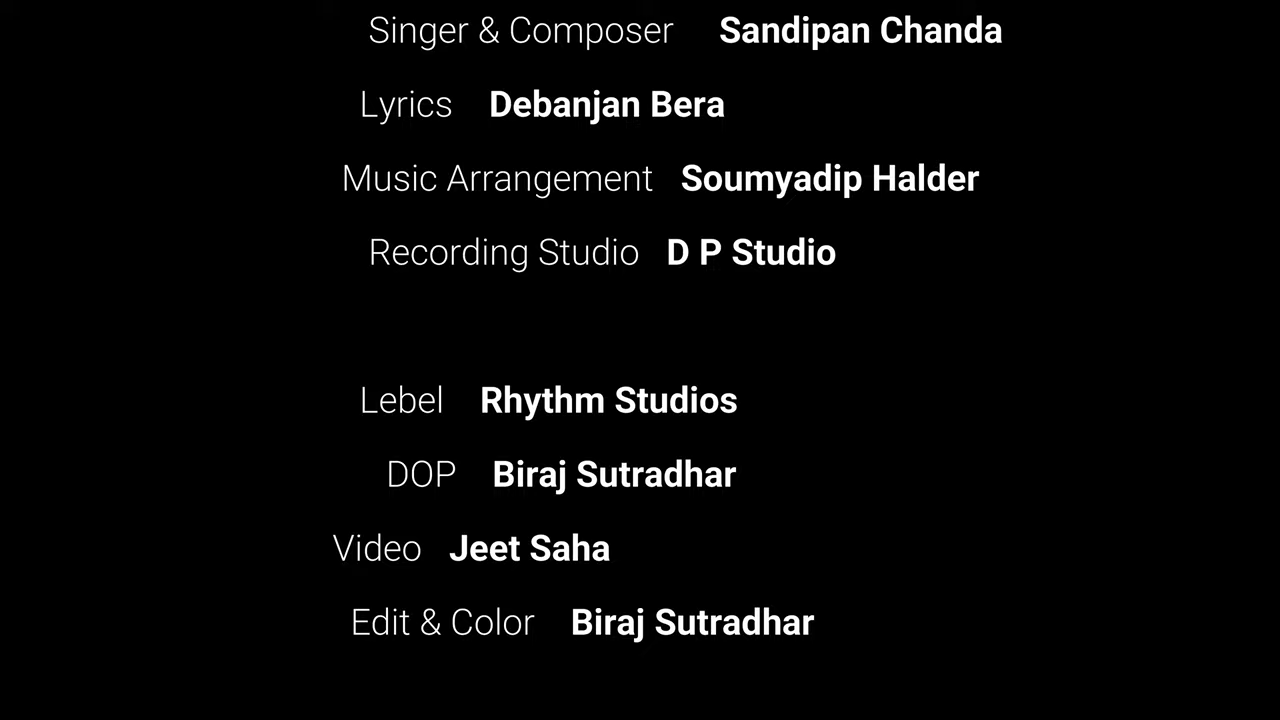 Singer & Composer Sandipan Chanda
Lyrics Debanjan Bera
Music Arrangement Soumyadip Halder
Recording Studio D P Studio
Lebel Rhythm Studios
DOP Biraj Sutradhar
Video Jeet Saha
Edit & Color Biraj Sutradhar